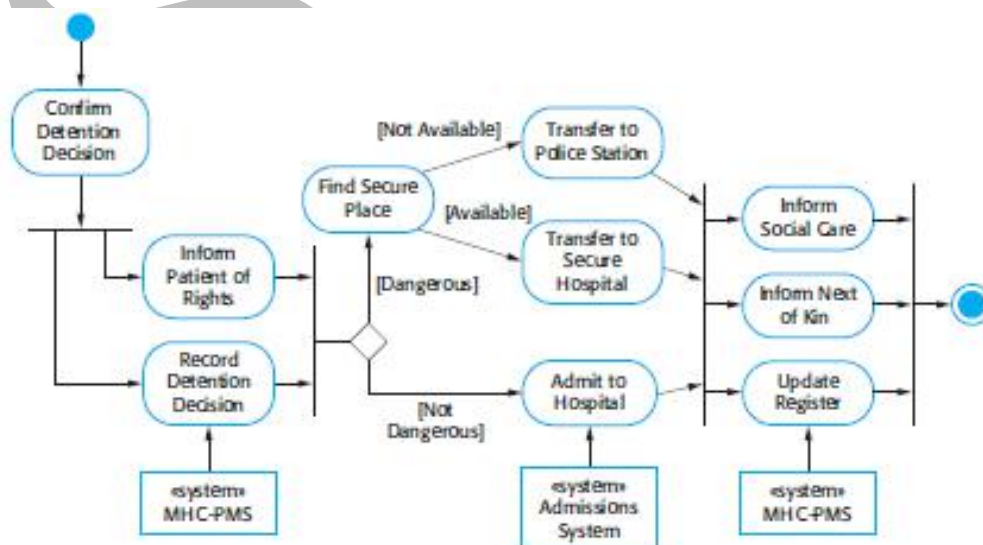 Confirm
Detention
Decision
Inform
Patient of
Rights
Record
Detention
Decision
«system»
MHC-PMS
Find Secure
Place
[Dangerous]
[Not
Dangerous]
[Not Available]
[Available]
Transfer to
Police Station
Transfer to
Secure
Hospital
Admit to
Hospital
«system»
Admissions
System
Inform
Social Care
Inform Next
of Kin
Update
Register
«system»
MHC-PMS